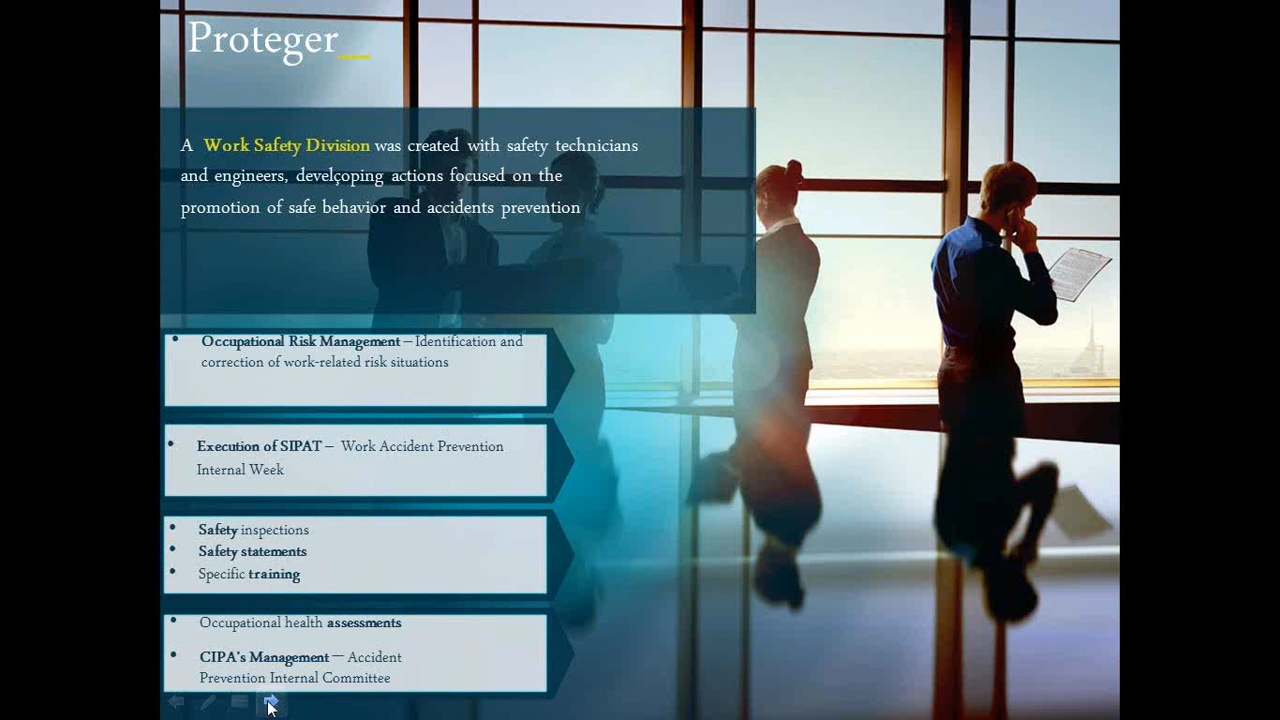 Proteger_
A Work Safety Division was created with safety technicians
and engineers, develçoping actions focused on the
promotion of safe behavior and accidents prevention
• Occupational Risk Management – Identification and
correction of work-related risk situations
• Execution of SIPAT – Work Accident Prevention
Internal Week
• Safety inspections
• Safety statements
• Specific training
• Occupational health assessments
• CIPA's Management – Accident
Prevention Internal Committee